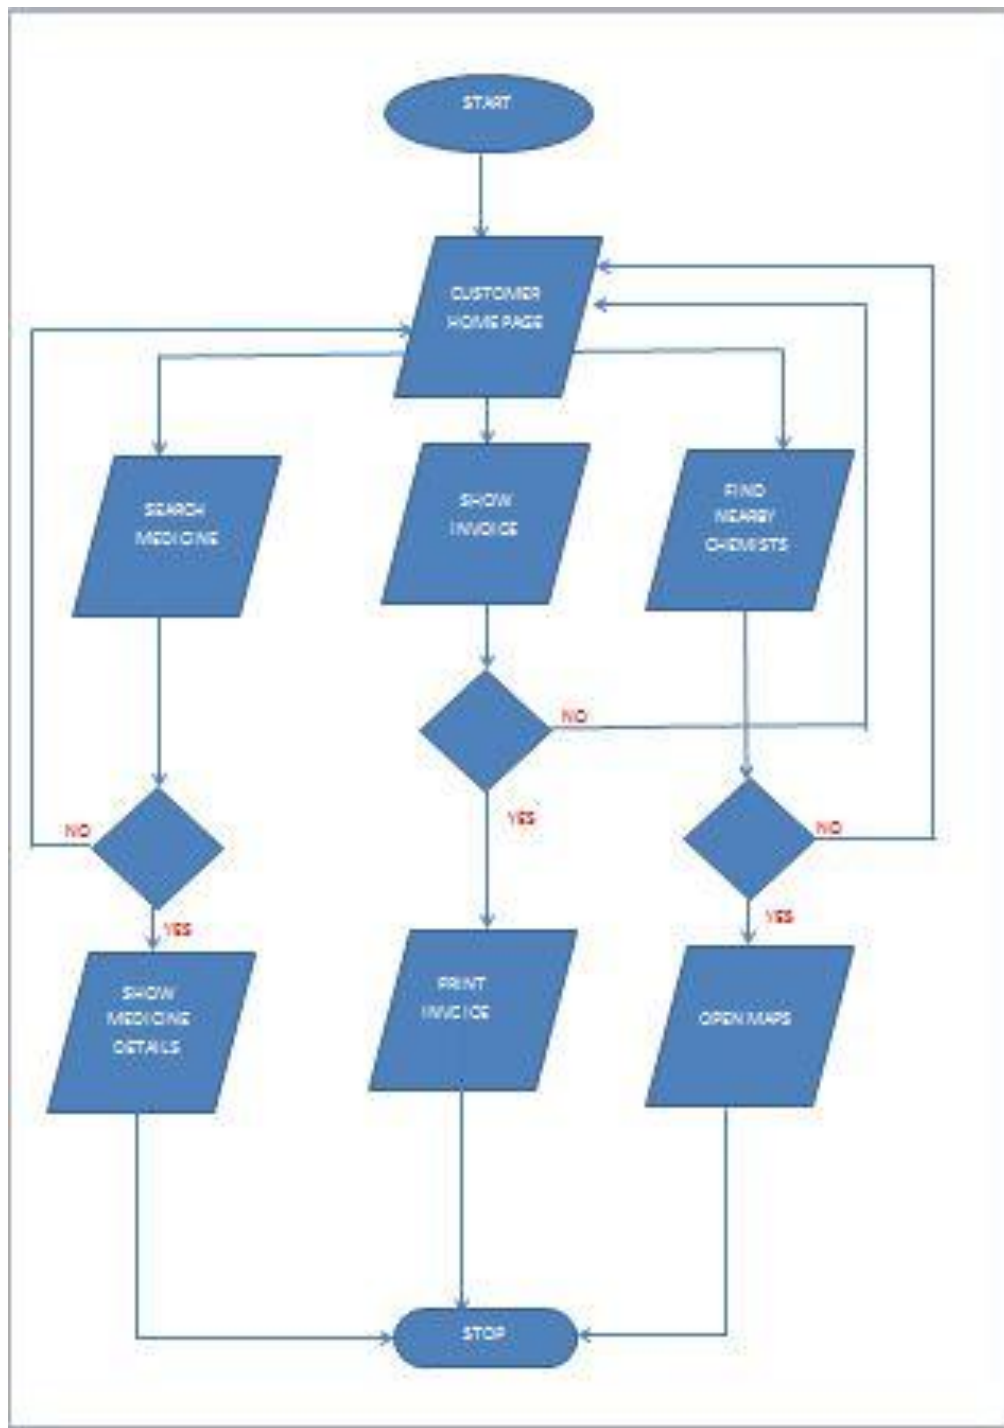 START
CUSTOMER
HOME PAGE
SEARCH
MEDICINE
SHOW
INVOICE
FIND
NEARBY
CHEMISTS
NO
YES
NO
YES
NO
YES
SHOW
MEDICINE
DETAILS
PRINT
INVOICE
OPEN MAPS
STOP